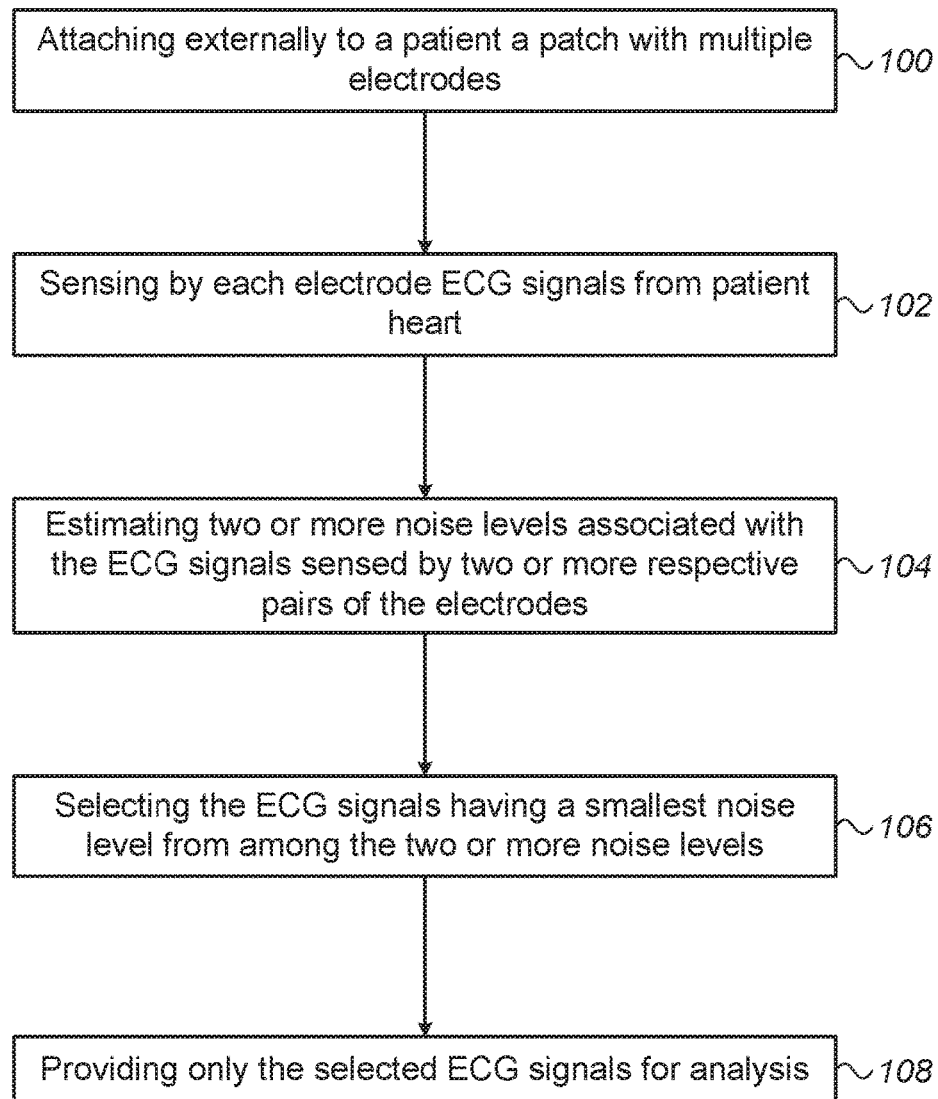 Attaching externally to a patient a patch with multiple
electrodes
100
Sensing by each electrode ECG signals from patient
heart
102
Estimating two or more noise levels associated with
the ECG signals sensed by two or more respective
pairs of the electrodes
104
Selecting the ECG signals having a smallest noise
level from among the two or more noise levels
106
Providing only the selected ECG signals for analysis
108